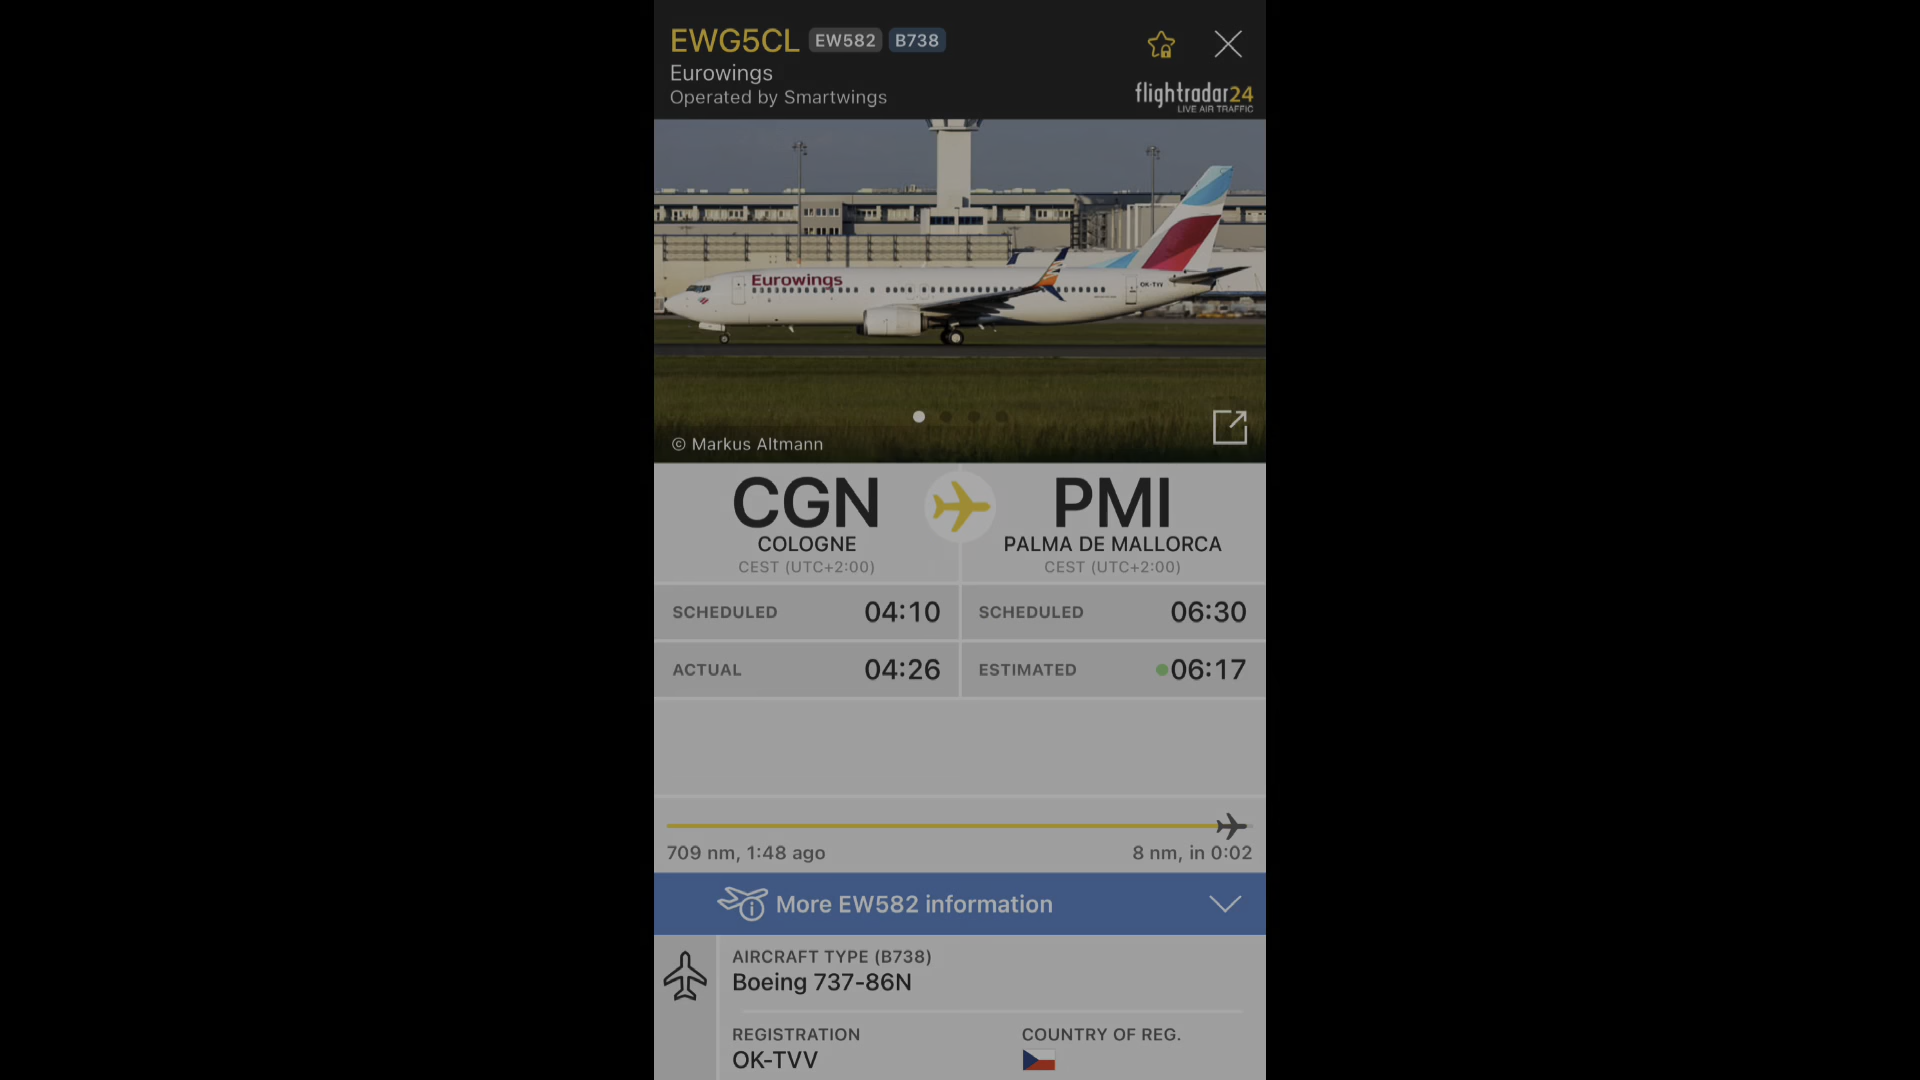 EWG5CL EW582 B738
Eurowings
Operated by Smartwings
flightradar24
LIVE AIR TRAFFIC
Eurowings
OK-TVV
© Markus Altmann
CGN
COLOGNE
CEST (UTC+2:00)
PMI
PALMA DE MALLORCA
CEST (UTC+2:00)
SCHEDULED 04:10 SCHEDULED 06:30
ACTUAL 04:26 ESTIMATED 06:17
709 nm, 1:48 ago 8 nm, in 0:02
More EW582 information
AIRCRAFT TYPE (B738)
Boeing 737-86N
REGISTRATION COUNTRY OF REG.
OK-TVV